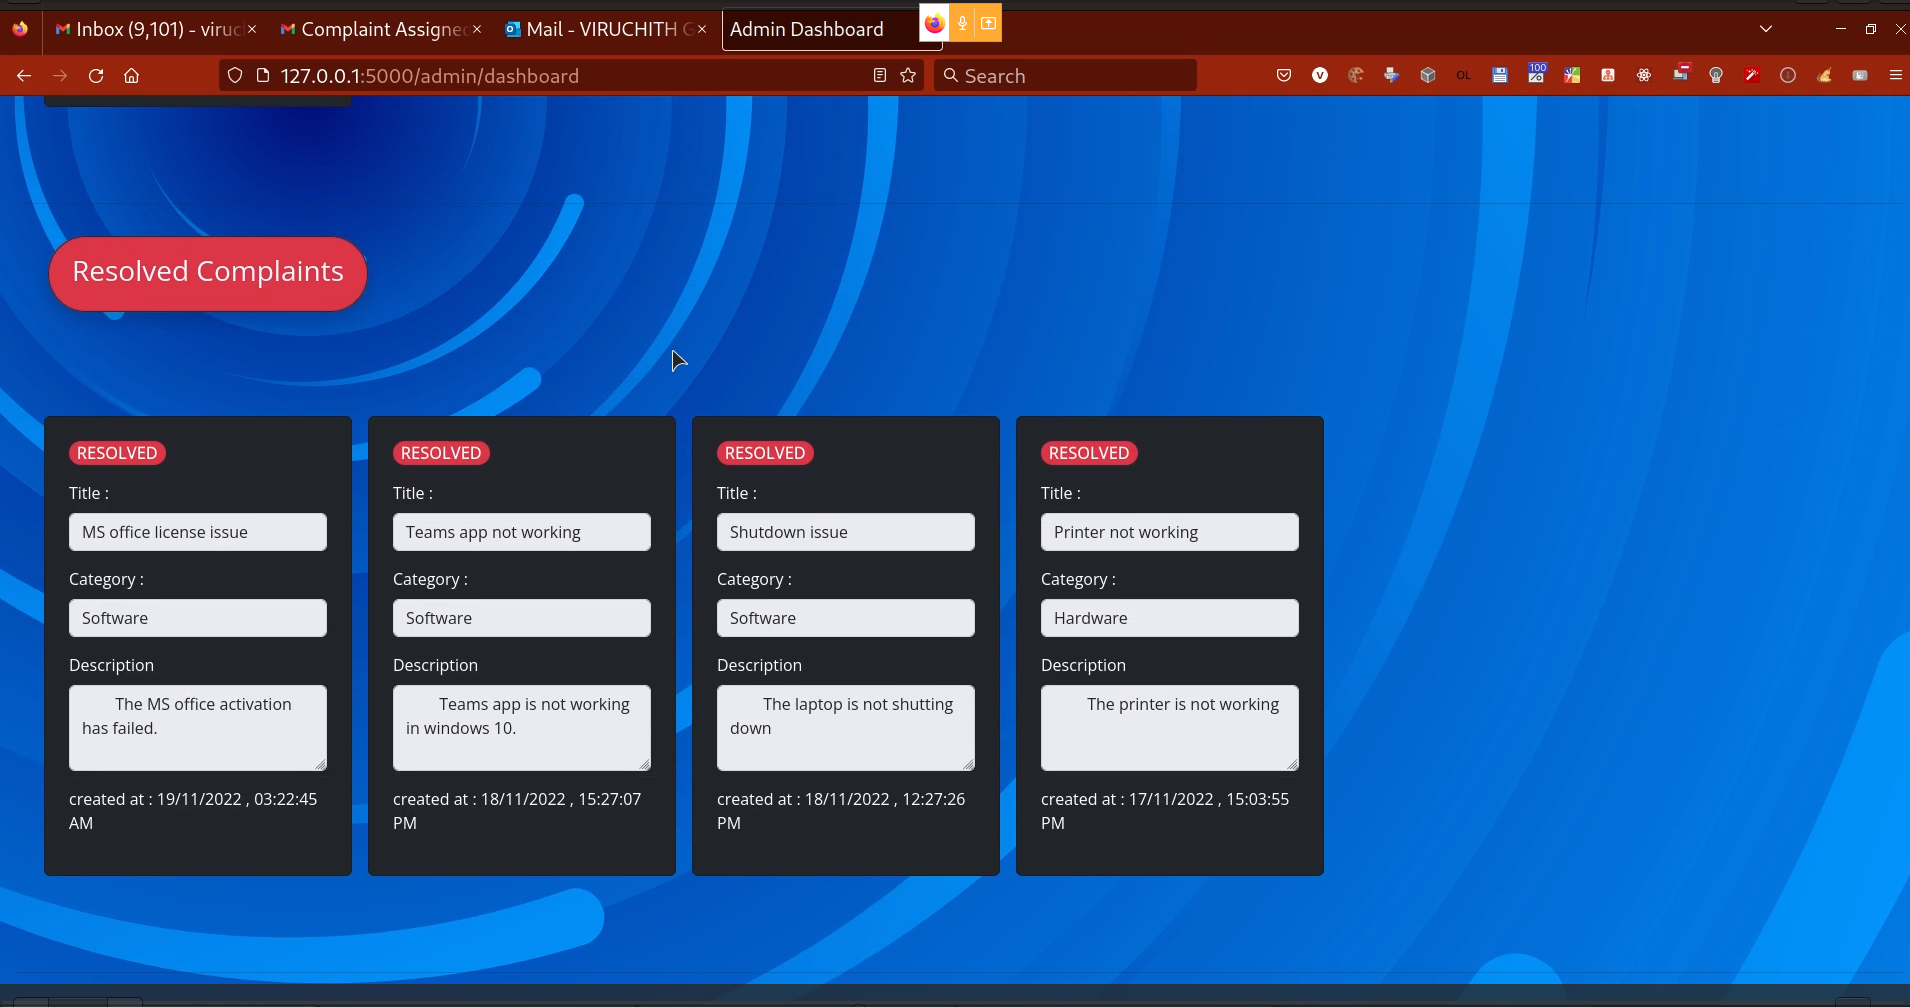 Inbox (9,101) - viruc
Complaint Assigned
Mail - VIRUCHITH G
Admin Dashboard
127.0.0.1:5000/admin/dashboard
Search
OL
100
Resolved Complaints
RESOLVED
Title :
MS office license issue
Category :
Software
Description
The MS office activation
has failed.
created at : 19/11/2022 , 03:22:45
AM
RESOLVED
Title :
Teams app not working
Category :
Software
Description
Teams app is not working
in windows 10.
created at : 18/11/2022 , 15:27:07
PM
RESOLVED
Title :
Shutdown issue
Category :
Software
Description
The laptop is not shutting
down
created at : 18/11/2022 , 12:27:26
PM
RESOLVED
Title :
Printer not working
Category :
Hardware
Description
The printer is not working
created at : 17/11/2022 , 15:03:55
PM